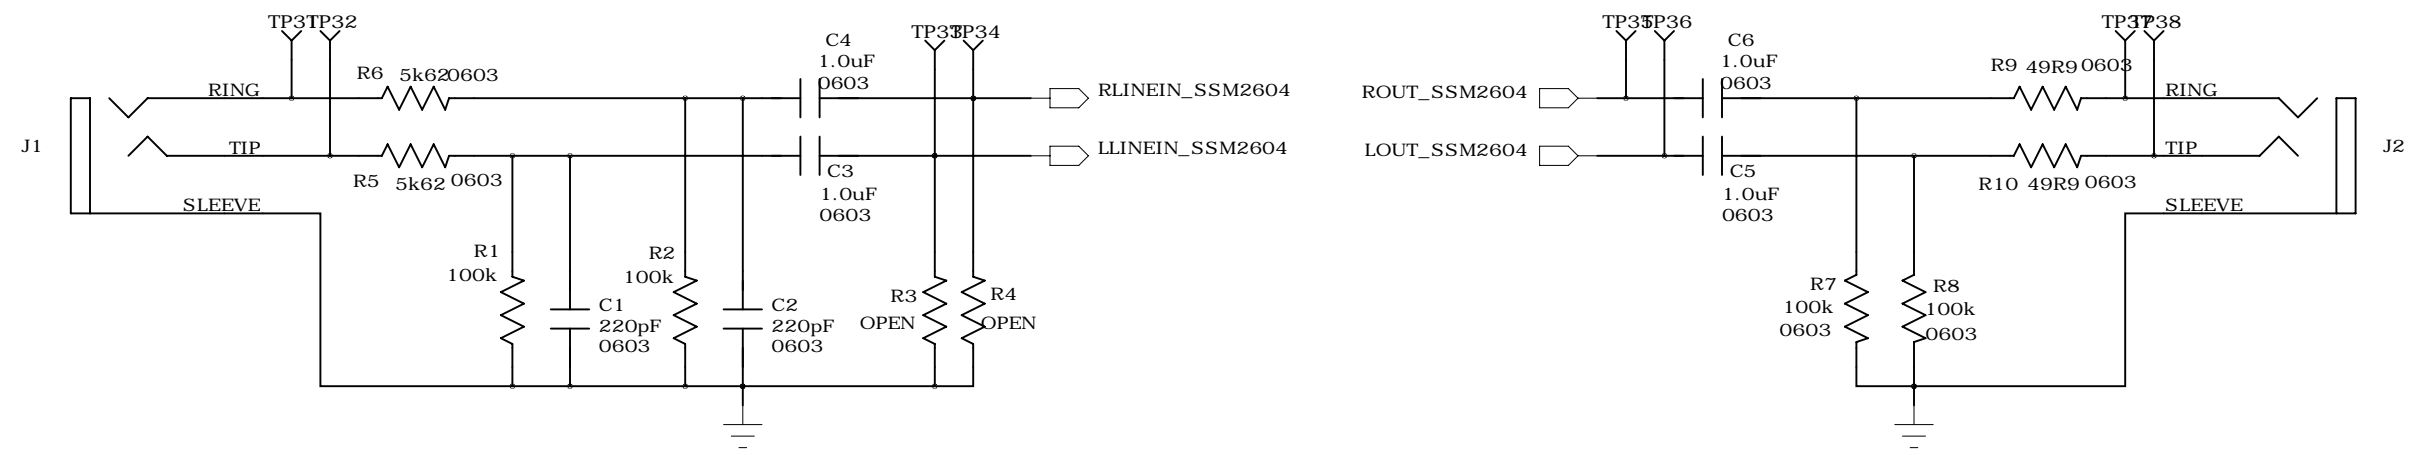 TP31 TP32
TP33 TP34
TP35 TP36
TP37 TP38
C4
1.0uF
0603
C6
1.0uF
0603
R6 5k62 0603
R9 49R9 0603
RING
RLINEIN_SSM2604
ROUT_SSM2604
RING
J1
TIP
LLINEIN_SSM2604
LOUT_SSM2604
TIP
J2
R5 5k62 0603
C3
1.0uF
0603
C5
1.0uF
0603
R10 49R9 0603
SLEEVE
SLEEVE
R1
100k
C1
220pF
0603
R2
100k
C2
220pF
0603
R3
OPEN
R4
OPEN
R7
100k
0603
R8
100k
0603